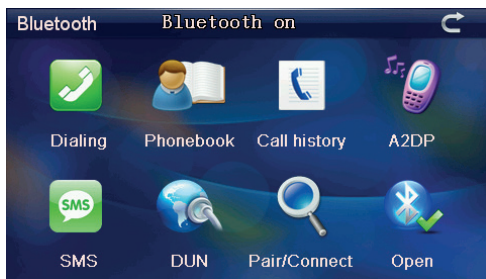 Bluetooth Bluetooth on
Dialing Phonebook Call history A2DP
SMS
SMS DUN Pair/Connect Open